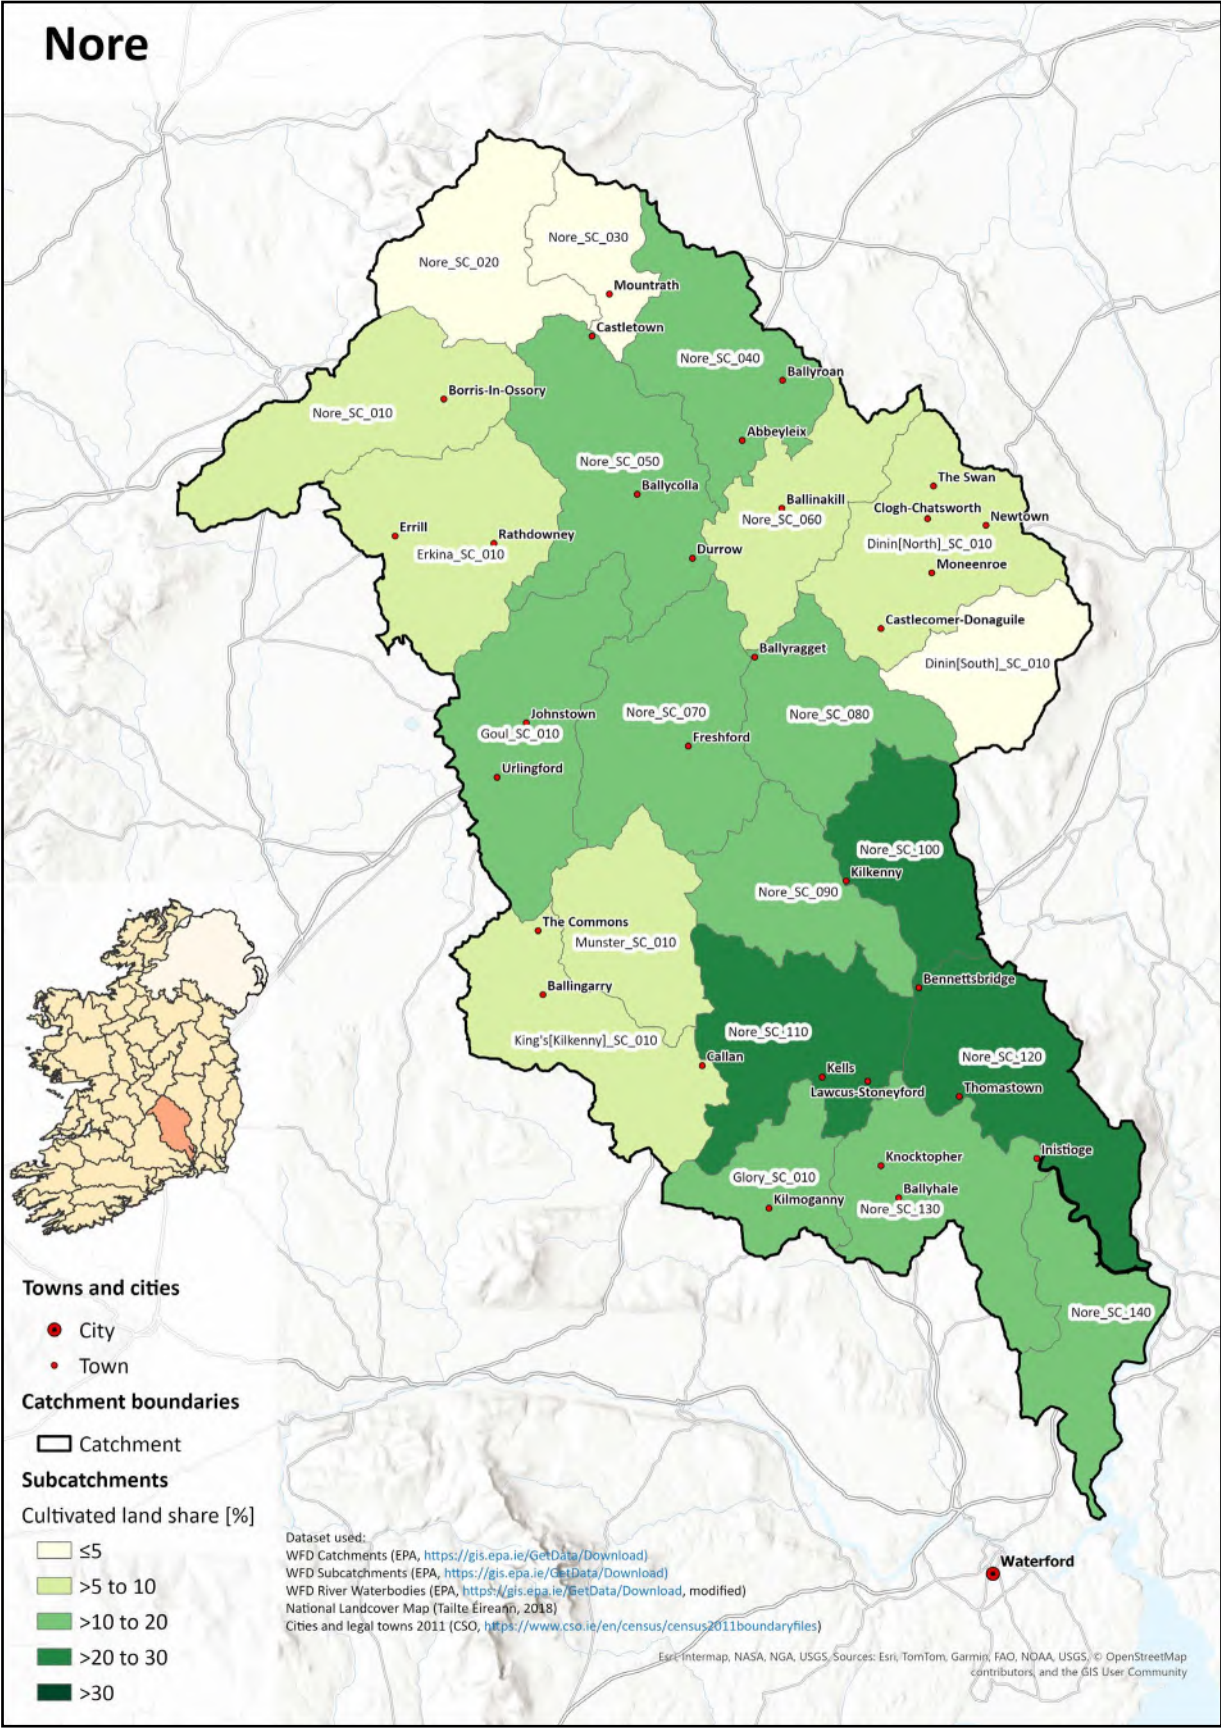 Nore
Nore_SC_030
Nore_SC_020
Mountrath
Castletown
Nore_SC_040
Ballyroan
Borris-In-Ossory
Nore_SC_010
Abbeyleix
Nore_SC_050
The Swan
Ballycolla
Ballinakill
Clogh-Chatsworth
Nore_SC_060
Newtown
Errill
Rathdowney
Dinin[North]_SC_010
Durrow
Erkina_SC_010
Moneenroe
Castlecomer-Donaguile
Ballyragget
Dinin[South]_SC_010
Johnstown
Nore_SC_070
Nore_SC_080
Goul_SC_010
Freshford
Urlingford
Nore_SC_100
Kilkenny
Nore_SC_090
The Commons
Munster_SC_010
Bennettsbridge
Ballingarry
Nore_SC_110
King's[Kilkenny]_SC_010
Callan
Nore_SC_120
Kells
Thomastown
Lawcus-Stoneyford
Inistioge
Knocktopher
Glory_SC_010
Ballyhale
Kilmoganny
Nore_SC_130
Nore_SC_140
Waterford
Towns and cities
City
Town
Catchment boundaries
Catchment
Subcatchments
Cultivated land share [%]
≤5
>5 to 10
>10 to 20
>20 to 30
>30
Dataset used:
WFD Catchments (EPA, https://gis.epa.ie/GetData/Download)
WFD Subcatchments (EPA, https://gis.epa.ie/GetData/Download)
WFD River Waterbodies (EPA, https://gis.epa.ie/GetData/Download, modified)
National Landcover Map (Tailte Éireann, 2018)
Cities and legal towns 2011 (CSO, https://www.cso.ie/en/census/census2011boundaryfiles)
Esri, Intermap, NASA, NGA, USGS, Sources: Esri, TomTom, Garmin, FAO, NOAA, USGS, © OpenStreetMap
contributors, and the GIS User Community